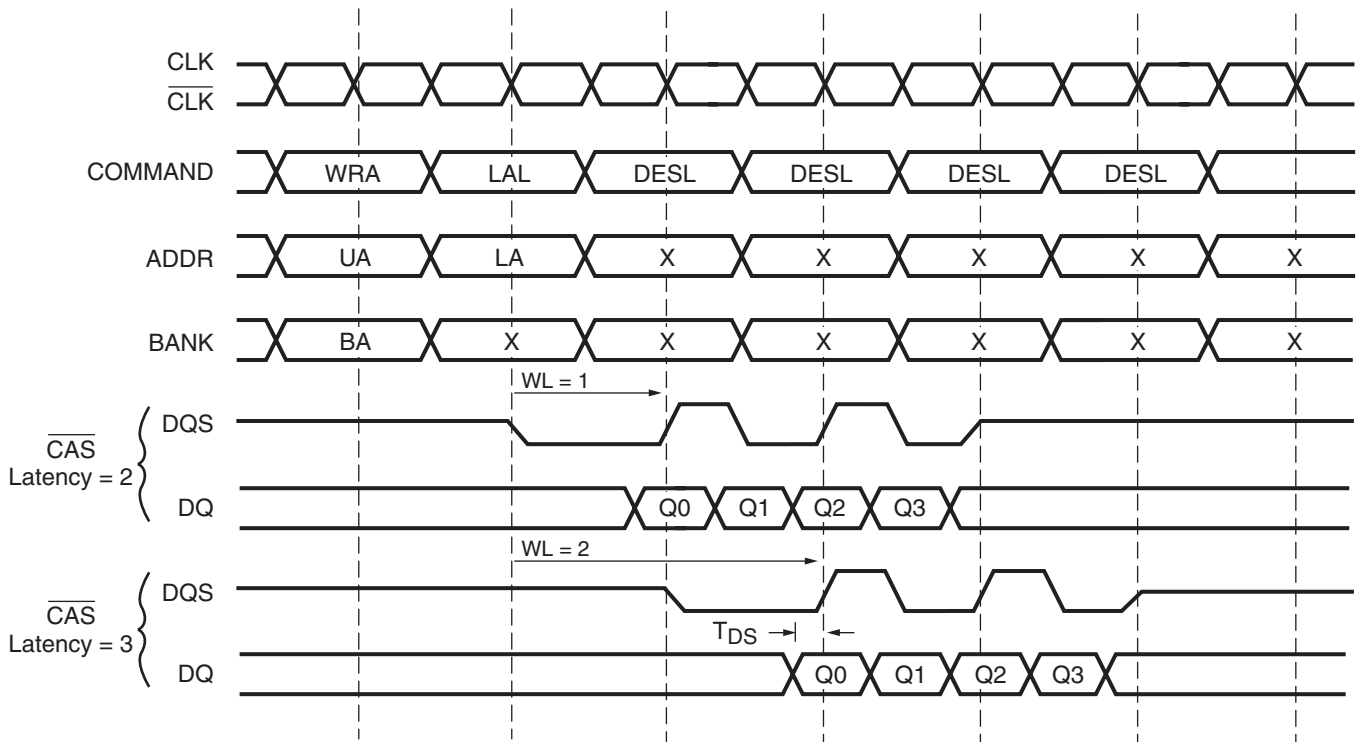 CLK
CLK
COMMAND WRA LAL DESL DESL DESL DESL
ADDR UA LA X X X X X
BANK BA X X X X X X
WL = 1
CAS
Latency = 2
DQS
DQ Q0 Q1 Q2 Q3
WL = 2
CAS
Latency = 3
DQS
TDS
DQ Q0 Q1 Q2 Q3